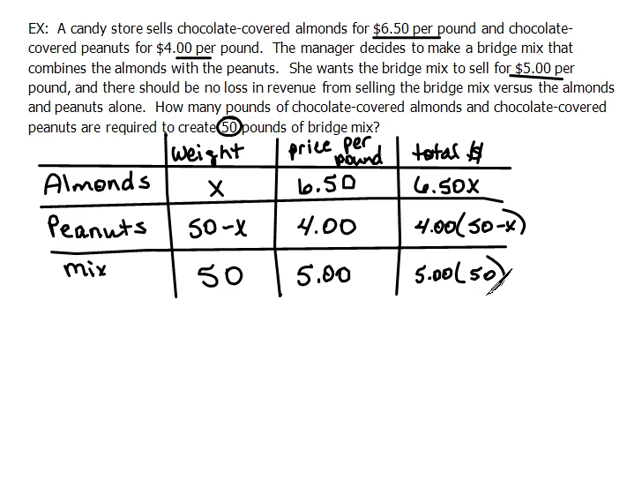 EX:  A candy store sells chocolate-covered almonds for $6.50 per pound and chocolate-
covered peanuts for $4.00 per pound.  The manager decides to make a bridge mix that
combines the almonds with the peanuts.  She wants the bridge mix to sell for $5.00 per
pound, and there should be no loss in revenue from selling the bridge mix versus the almonds
and peanuts alone.  How many pounds of chocolate-covered almonds and chocolate-covered
peanuts are required to create 50 pounds of bridge mix?
weight price per pound total $
Almonds x 6.50 6.50x
Peanuts 50-x 4.00 4.00(50-x)
mix 50 5.00 5.00(50)